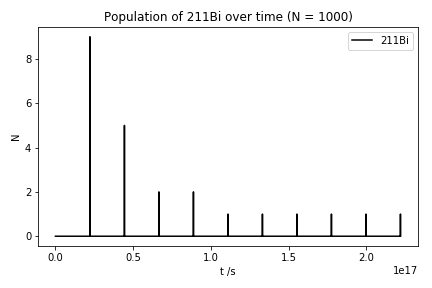 Population of 211Bi over time (N = 1000)
211Bi
8
6
4
2
0
N
0.0 0.5 1.0 1.5 2.0
1e17
t /s